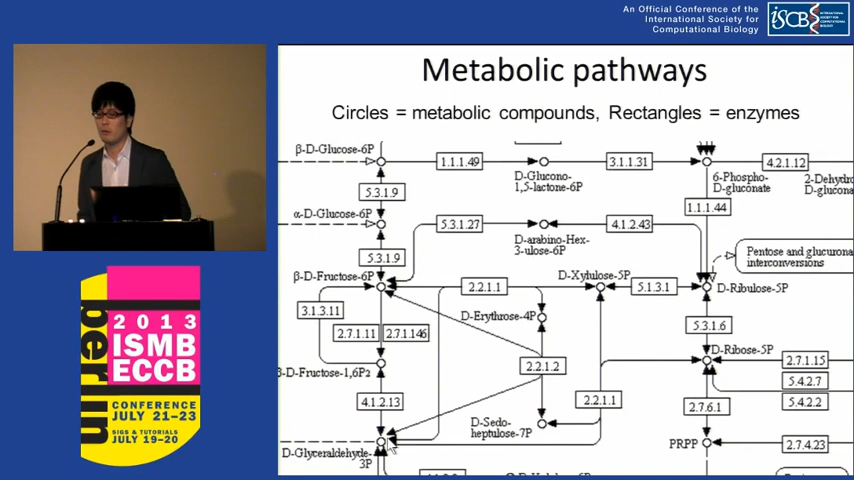 An Official Conference of the
International Society for
Computational Biology
ISCB
INTERNATIONAL
SOCIETY FOR
COMPUTATIONAL
BIOLOGY
Metabolic pathways
Circles = metabolic compounds, Rectangles = enzymes
β-D-Glucose-6P
1.1.1.49
3.1.1.31
4.2.1.12
D-Glucono-
1,5-lactone-6P
6-Phospho-
D-gluconate
2-Dehydro
D-glucona
5.3.1.9
1.1.1.44
α-D-Glucose-6P
5.3.1.27
4.1.2.43
D-arabino-Hex-
3-ulose-6P
5.3.1.9
Pentose and glucurona
interconversions
β-D-Fructose-6P
2.2.1.1
D-Xylulose-5P
5.1.3.1
D-Ribulose-5P
3.1.3.11
2.7.1.11
2.7.1.146
D-Erythrose-4P
5.3.1.6
D-Ribose-5P
2.7.1.15
β-D-Fructose-1,6P2
2.2.1.2
5.4.2.7
5.4.2.2
4.1.2.13
2.2.1.1
2.7.6.1
D-Sedo-
heptulose-7P
PRPP
2.7.4.23
D-Glyceraldehyde-
3P
berlin
2013
ISMB
ECCB
CONFERENCE
JULY 21–23
SIGS & TUTORIALS
JULY 19–20